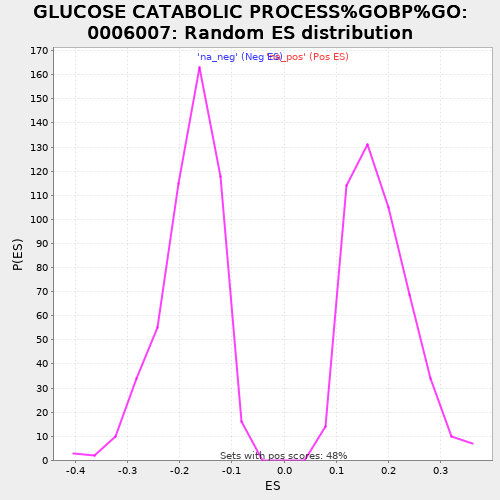 GLUCOSE CATABOLIC PROCESS%GOBP%GO:
0006007: Random ES distribution
'na_neg' (Neg ES) 'na_pos' (Pos ES)
170
160
150
140
130
120
110
100
90
80
70
60
50
40
30
20
10
0
P(ES)
Sets with pos scores: 48%
-0.4 -0.3 -0.2 -0.1 0.0 0.1 0.2 0.3
ES